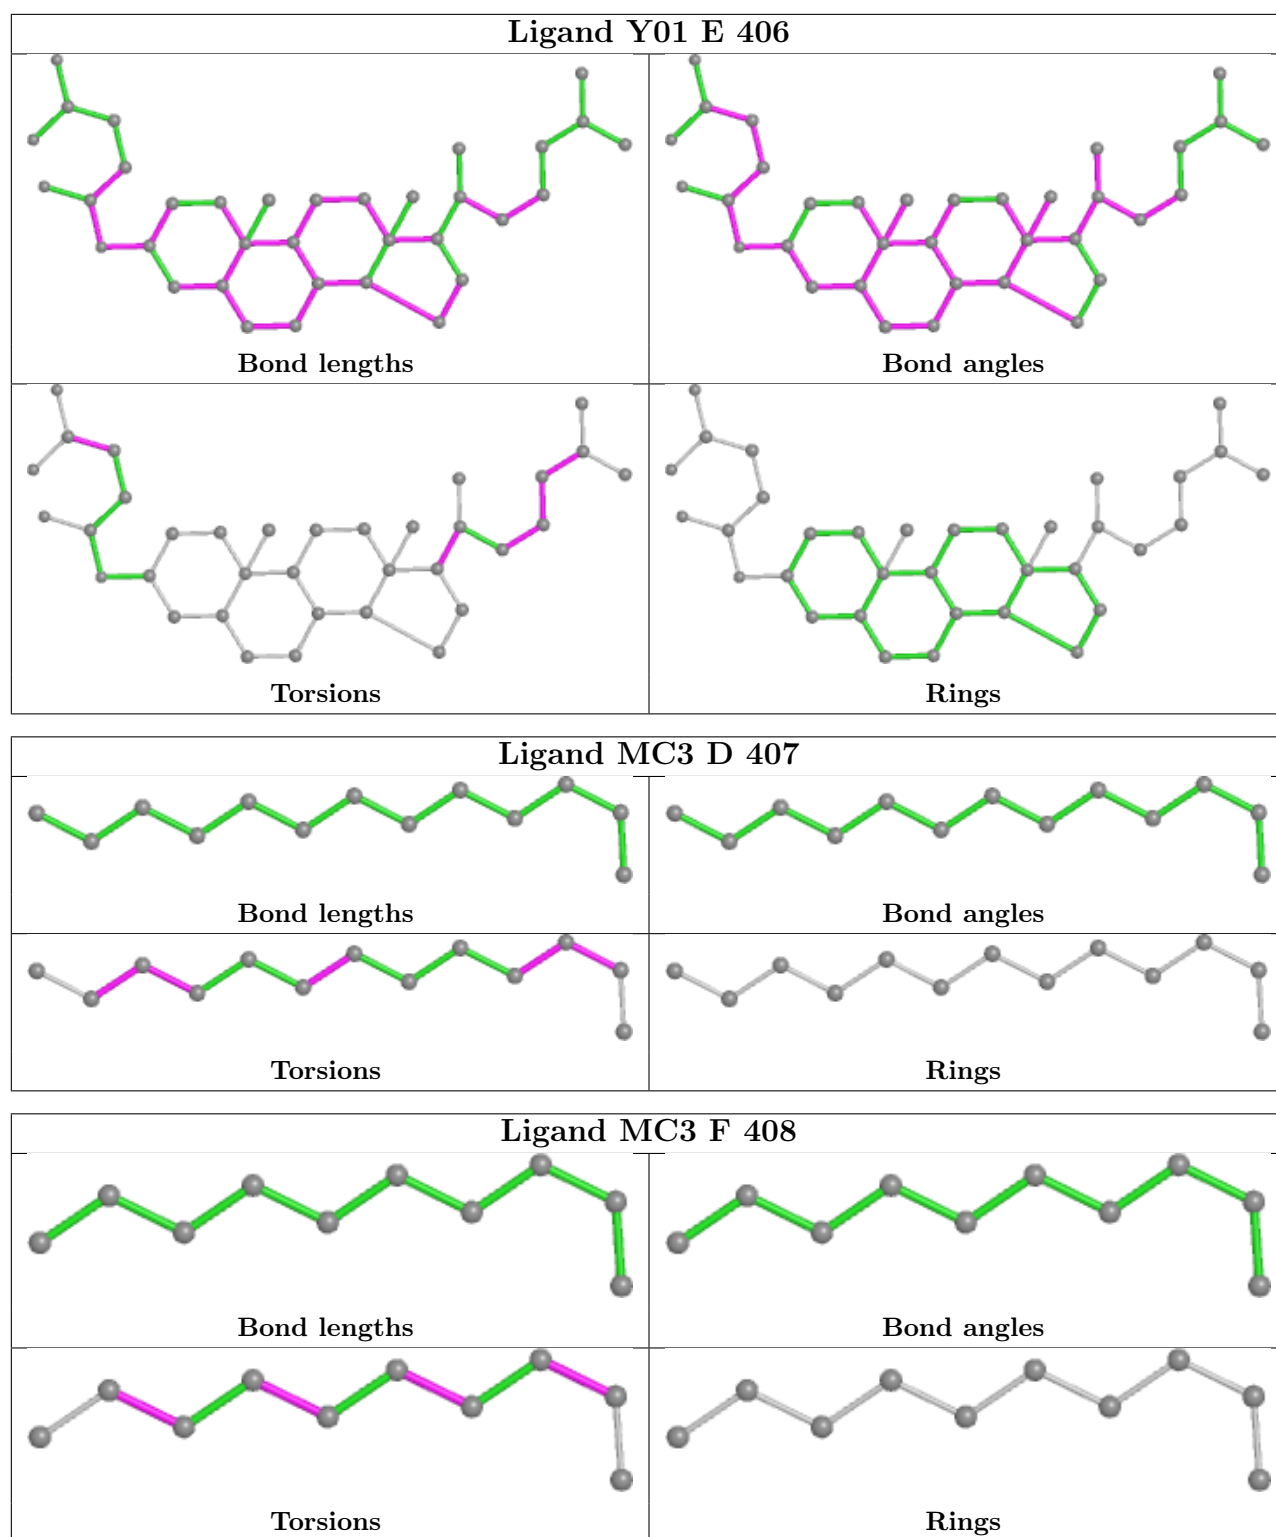 Ligand Y01 E 406
Bond lengths
Bond angles
Torsions
Rings
Ligand MC3 D 407
Bond lengths
Bond angles
Torsions
Rings
Ligand MC3 F 408
Bond lengths
Bond angles
Torsions
Rings